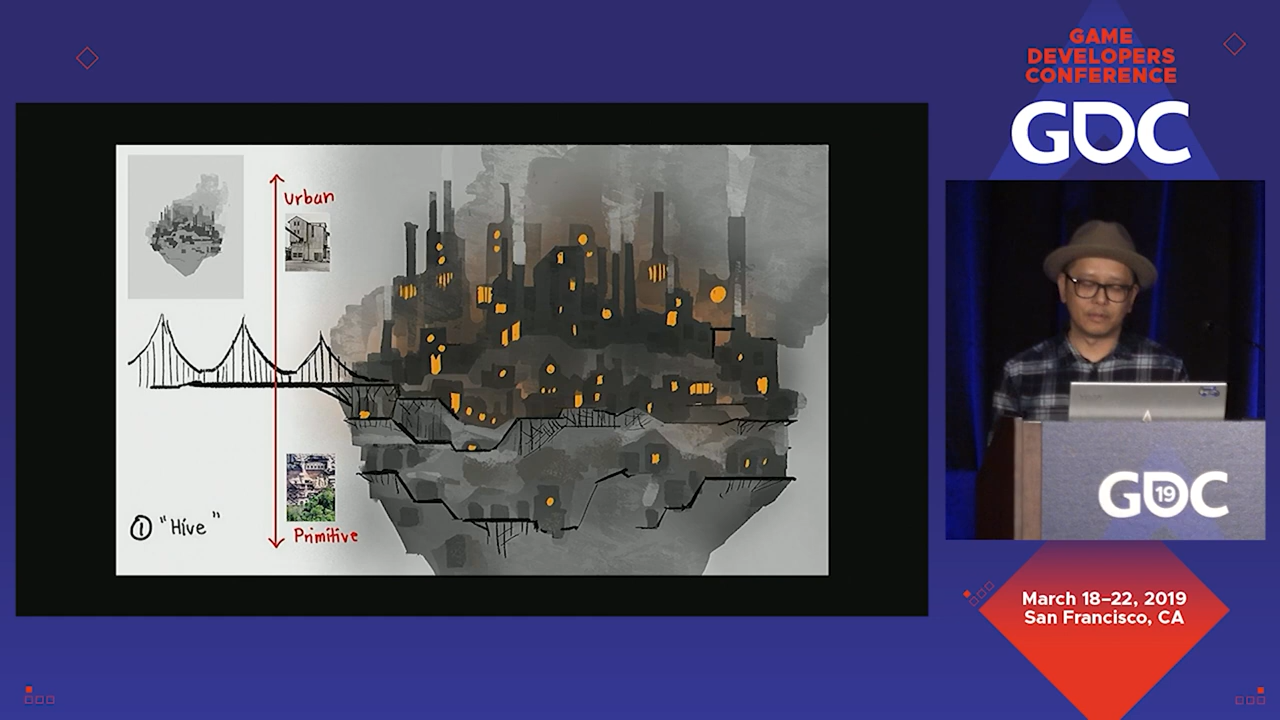 GAME
DEVELOPERS
CONFERENCE
GDC
urban
Primitive
① "Hive"
GDC
19
March 18–22, 2019
San Francisco, CA